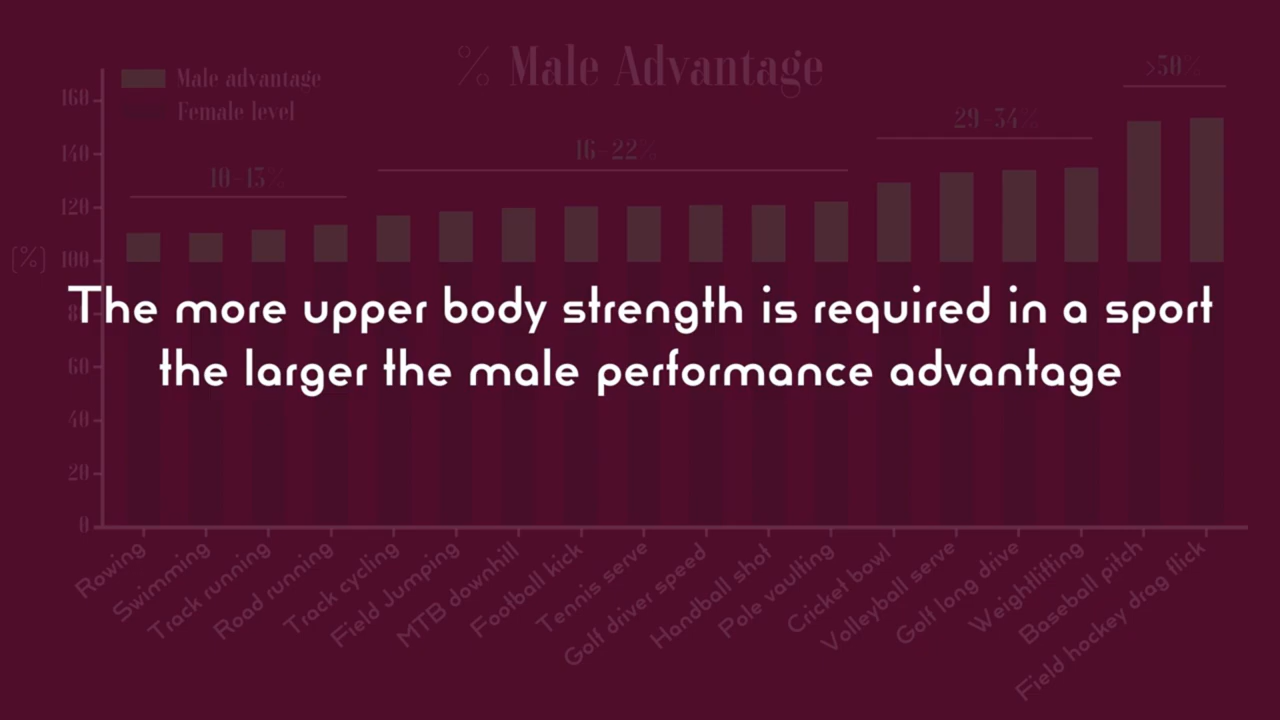 % Male Advantage
Male advantage
Female level
10-13%
16-22%
29-34%
>50%
(%)
160
140
120
100
80
60
40
20
0
The more upper body strength is required in a sport
the larger the male performance advantage
Rowing
Swimming
Track running
Road running
Track cycling
Field Jumping
MTB downhill
Football kick
Tennis serve
Golf driver speed
Handball shot
Pole vaulting
Cricket bowl
Volleyball serve
Golf long drive
Weightlifting
Baseball pitch
Field hockey drag flick